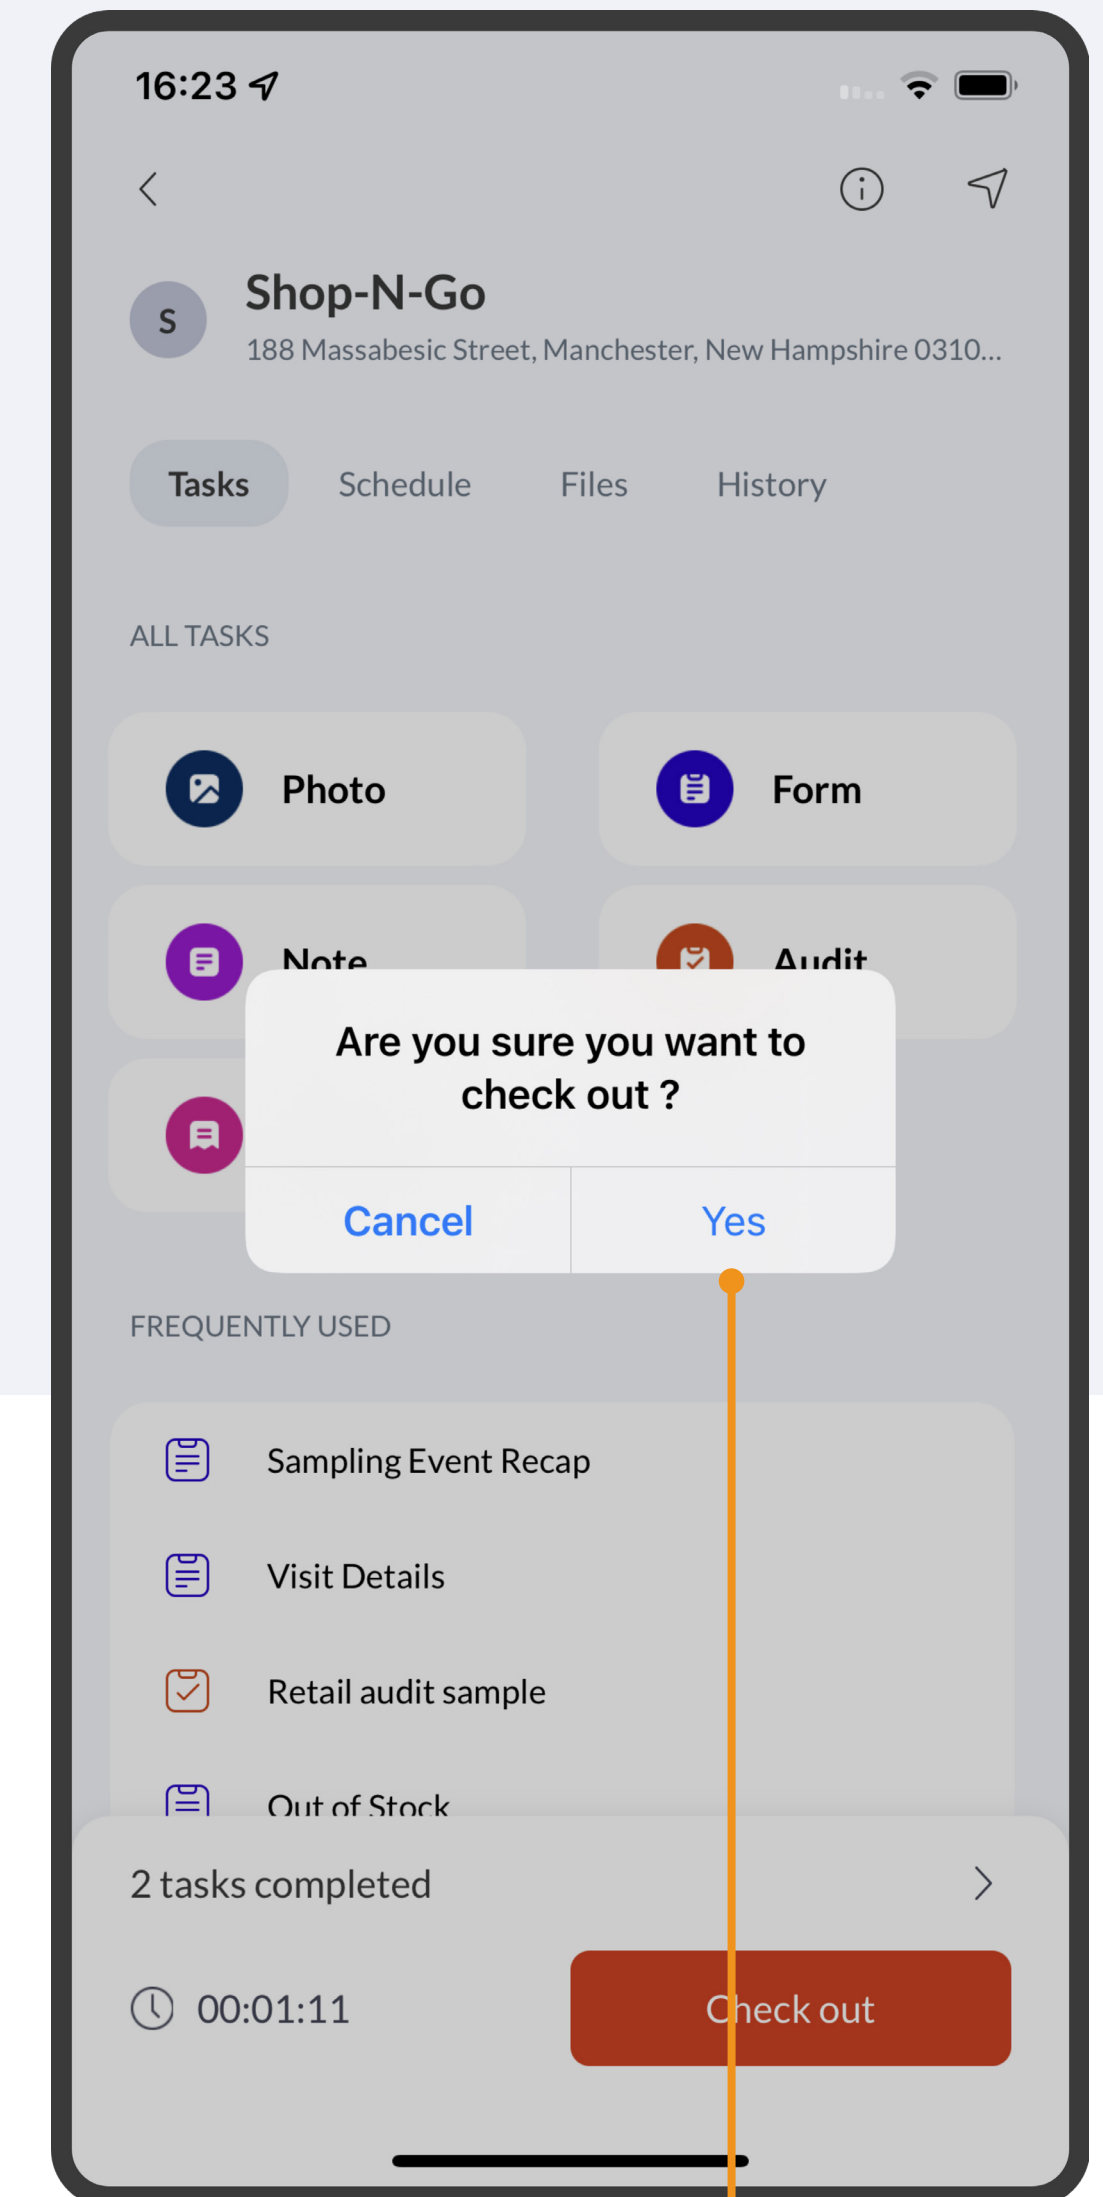 16:23
Shop-N-Go
S
188 Massabesic Street, Manchester, New Hampshire 0310...
Tasks Schedule Files History
ALL TASKS
Photo Form
Note Audit
Are you sure you want to
check out ?
Cancel Yes
FREQUENTLY USED
Sampling Event Recap
Visit Details
Retail audit sample
Out of Stock
2 tasks completed
00:01:11 Check out